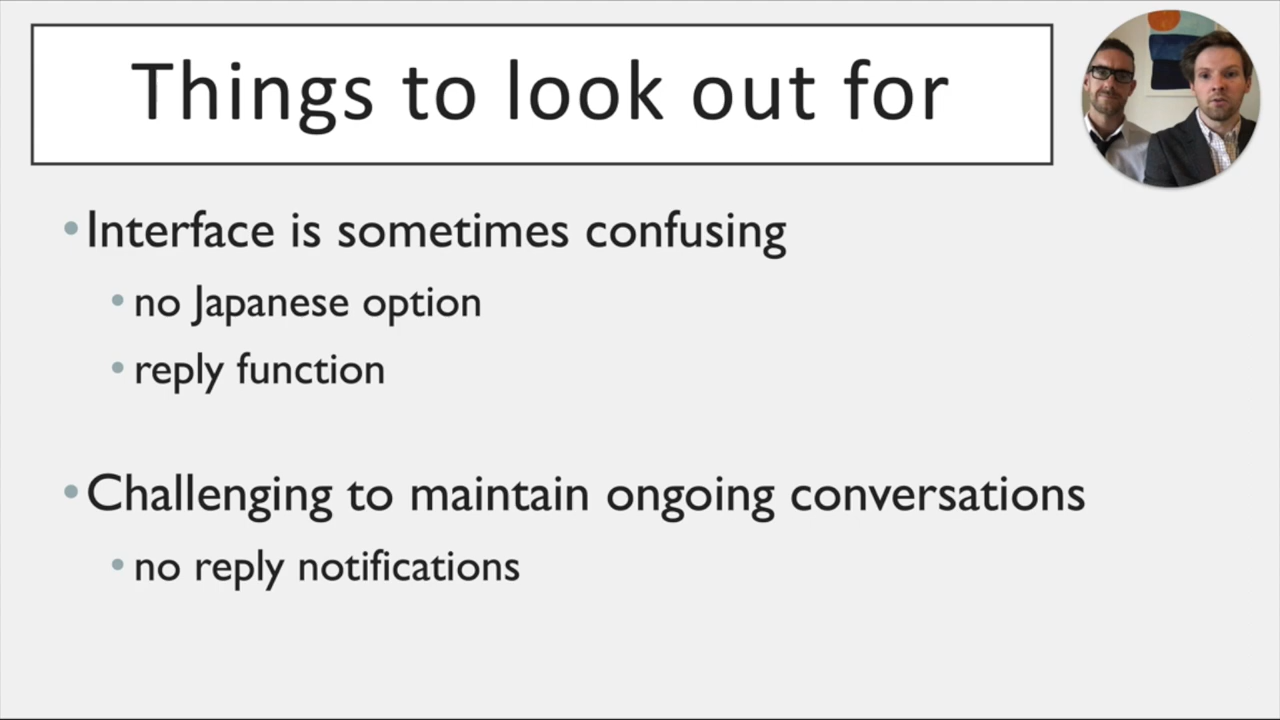 Things to look out for
Interface is sometimes confusing
no Japanese option
reply function
Challenging to maintain ongoing conversations
no reply notifications